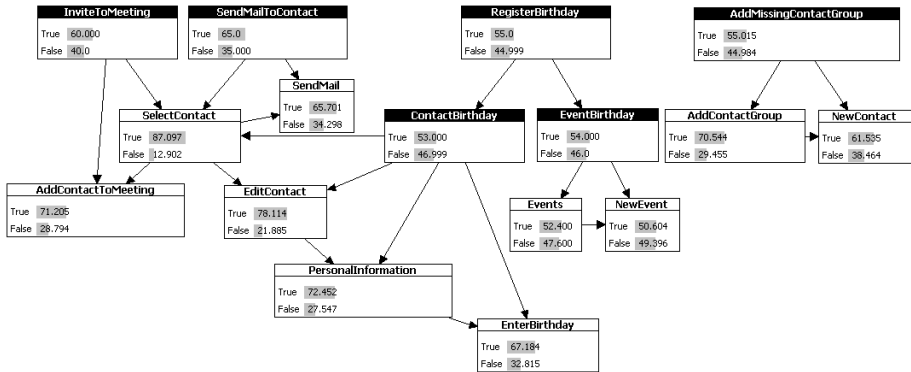 InviteToMeeting
True 60.000
False 40.0
SendMailToContact
True 65.0
False 35.000
RegisterBirthday
True 55.0
False 44.999
AddMissingContactGroup
True 55.015
False 44.984
SendMail
True 65.701
False 34.298
SelectContact
True 87.097
False 12.902
ContactBirthday
True 53.000
False 46.999
EventBirthday
True 54.000
False 46.0
AddContactGroup
True 70.544
False 29.455
NewContact
True 61.535
False 38.464
AddContactToMeeting
True 71.205
False 28.794
EditContact
True 78.114
False 21.885
Events
True 52.400
False 47.600
NewEvent
True 50.604
False 49.396
PersonalInformation
True 72.452
False 27.547
EnterBirthday
True 67.184
False 32.815